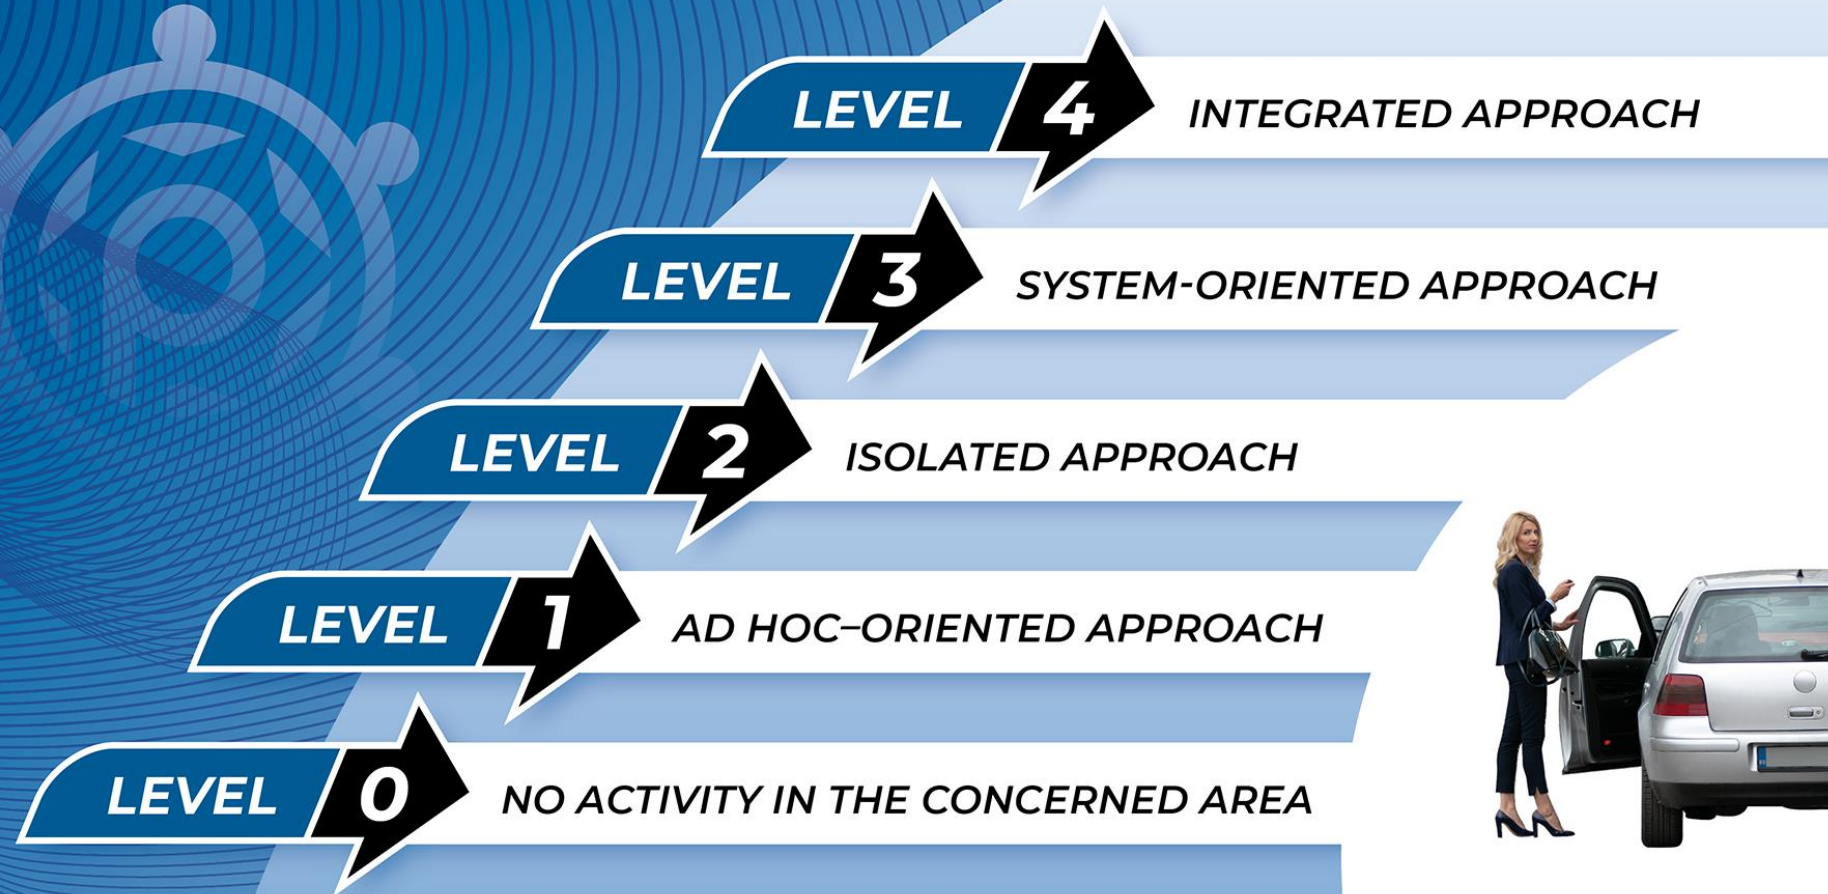 LEVEL 4 INTEGRATED APPROACH
LEVEL 3 SYSTEM-ORIENTED APPROACH
LEVEL 2 ISOLATED APPROACH
LEVEL 1 AD HOC–ORIENTED APPROACH
LEVEL 0 NO ACTIVITY IN THE CONCERNED AREA